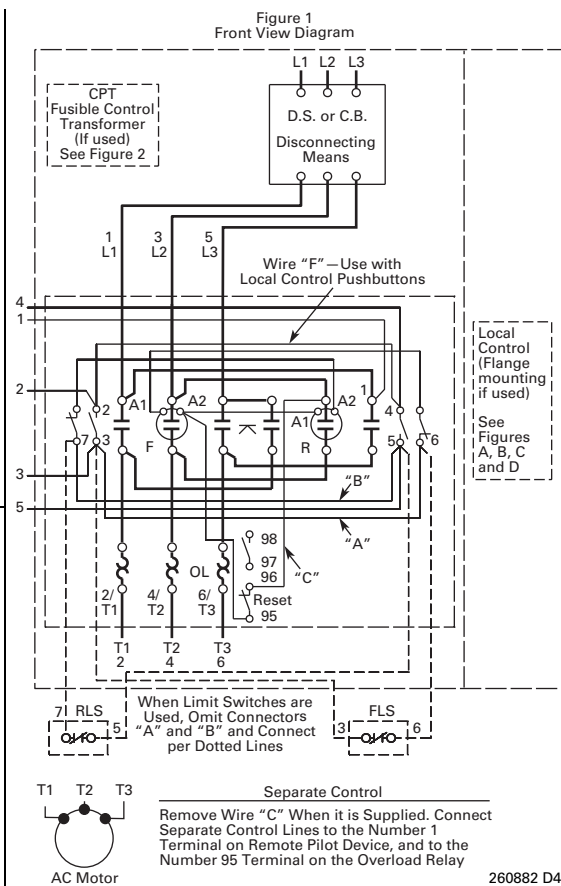 Figure 1
Front View Diagram
L1 L2 L3
CPT
Fusible Control
Transformer
(If used)
See Figure 2
D.S. or C.B.
Disconnecting
Means
1 3 5
L1 L2 L3
Wire "F"—Use with
Local Control Pushbuttons
4
1
Local
Control
(Flange
mounting
if used)
See
Figures
A, B, C
and D
2
2 A1 A2 A2 1 4
A1
7 3 F R 5 6
3
"B"
5
"A"
98
97
96
"C"
OL
2/ 4/ 6/
T1 T2 T3
Reset
95
T1 T2 T3
2 4 6
7 RLS 5
When Limit Switches are
Used, Omit Connectors
"A" and "B" and Connect
per Dotted Lines
FLS
3 6
T1 T2 T3
AC Motor
Separate Control
Remove Wire "C" When it is Supplied. Connect
Separate Control Lines to the Number 1
Terminal on Remote Pilot Device, and to the
Number 95 Terminal on the Overload Relay
260882 D4